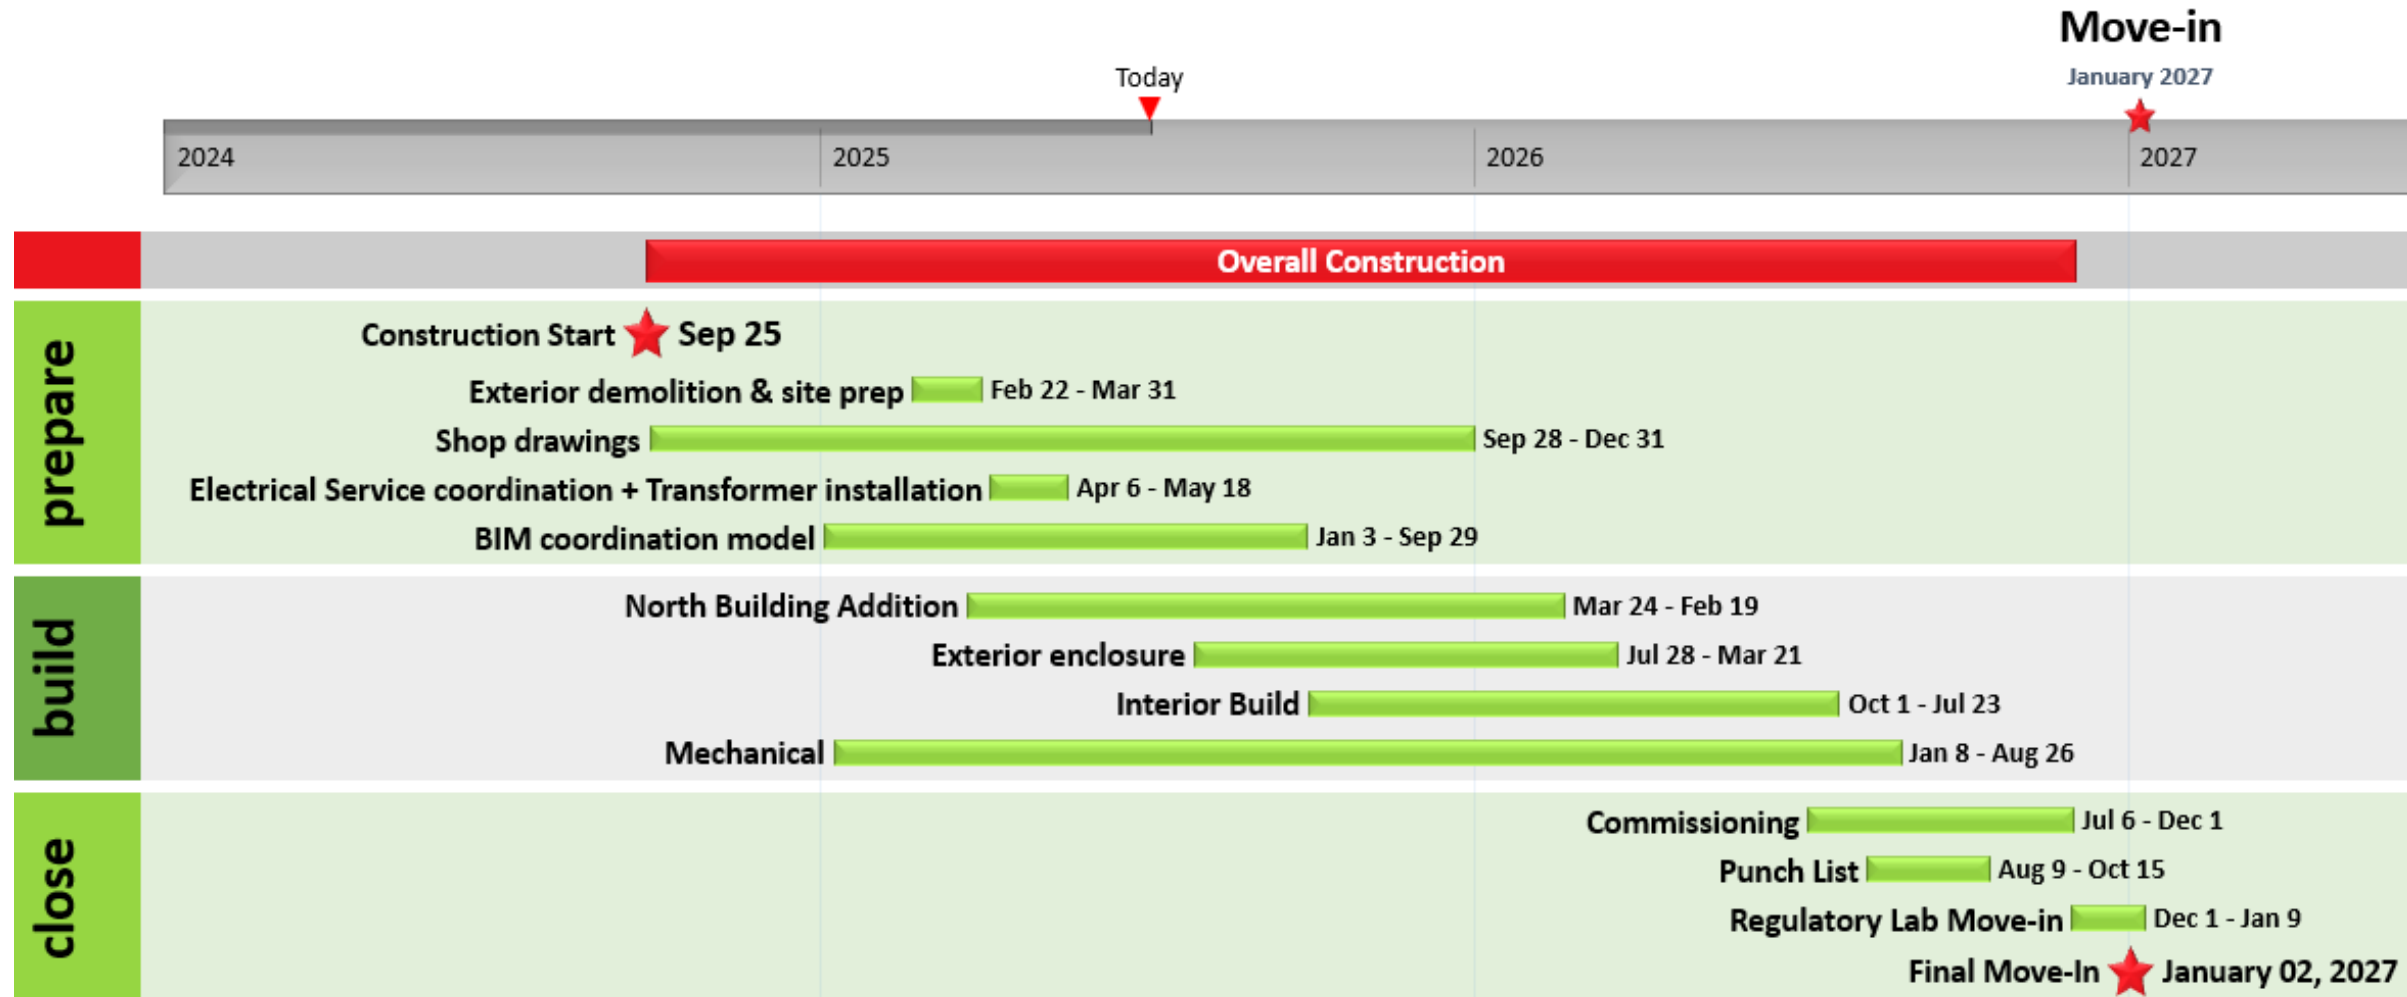 Move-in
January 2027
Today
2024 2025 2026 2027
Overall Construction
prepare
Construction Start Sep 25
Exterior demolition & site prep Feb 22 - Mar 31
Shop drawings Sep 28 - Dec 31
Electrical Service coordination + Transformer installation Apr 6 - May 18
BIM coordination model Jan 3 - Sep 29
build
North Building Addition Mar 24 - Feb 19
Exterior enclosure Jul 28 - Mar 21
Interior Build Oct 1 - Jul 23
Mechanical Jan 8 - Aug 26
close
Commissioning Jul 6 - Dec 1
Punch List Aug 9 - Oct 15
Regulatory Lab Move-in Dec 1 - Jan 9
Final Move-In January 02, 2027